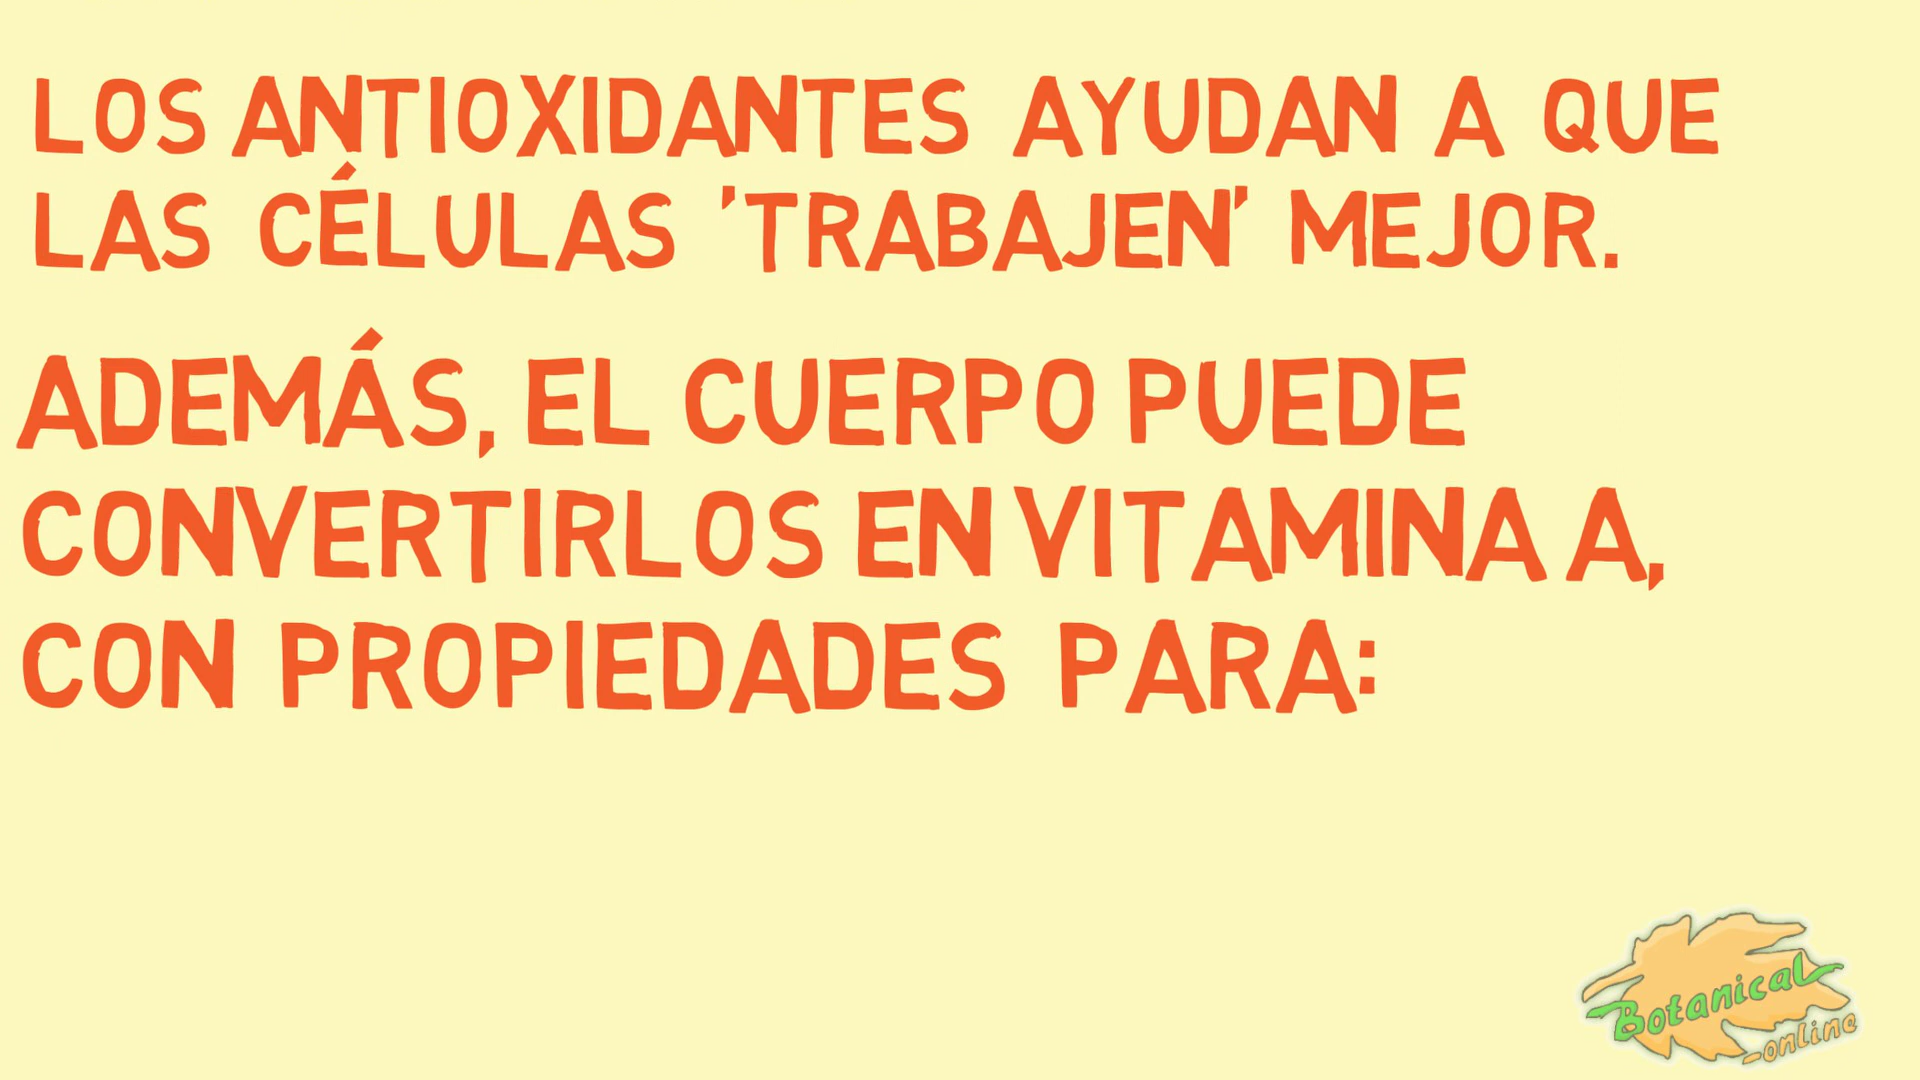 LOS ANTIOXIDANTES AYUDAN A QUE
LAS CÉLULAS 'TRABAJEN' MEJOR.
ADEMÁS, EL CUERPO PUEDE
CONVERTIRLOS EN VITAMINA A,
CON PROPIEDADES PARA:
Botanical
-online